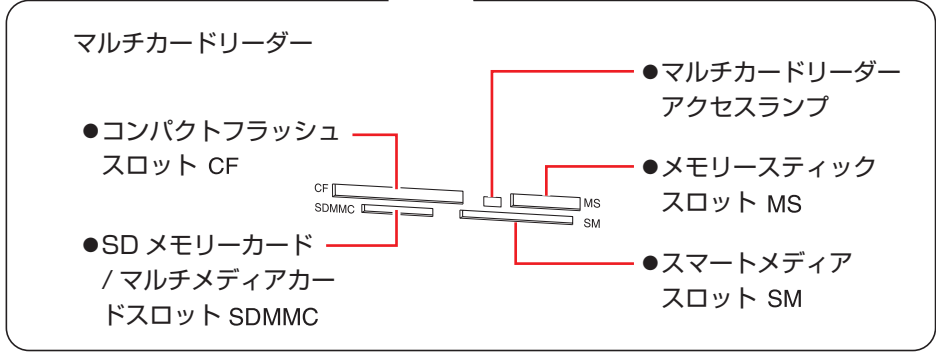 マルチカードリーダー
●コンパクトフラッシュ
スロット CF
●SD メモリーカード
/ マルチメディアカー
ドスロット SDMMC
CF
SDMMC
MS
SM
●マルチカードリーダー
アクセスランプ
●メモリースティック
スロット MS
●スマートメディア
スロット SM